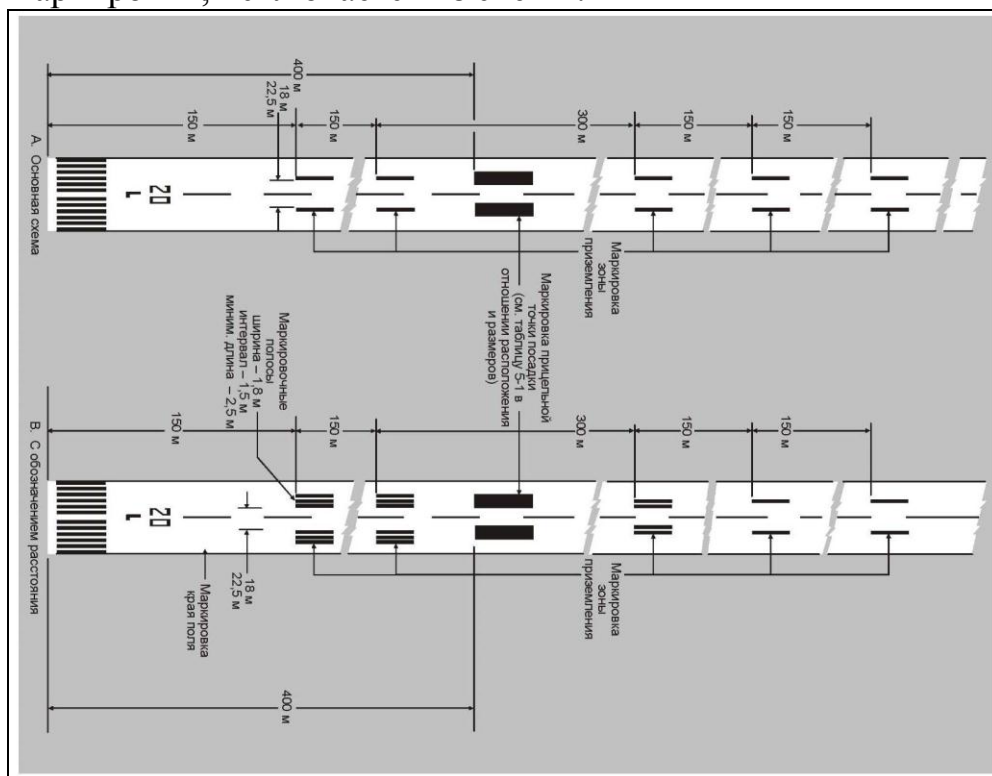 400 м
18 м
22,5 м
150 м
150 м
300 м
150 м
150 м
А. Основная схема
20
L
Маркировка
зоны
приземления
Маркировка прицельной
точки посадки
(см. таблицу 5-1 в
отношении расположения
и размеров)
Маркировочные
полосы
ширина – 1,8 м
интервал – 1,5 м
миним. длина – 2,5 м
150 м
150 м
300 м
150 м
150 м
В. С обозначением расстояния
20
L
18 м
22,5 м
Маркировка
края поля
Маркировка
зоны
приземления
400 м